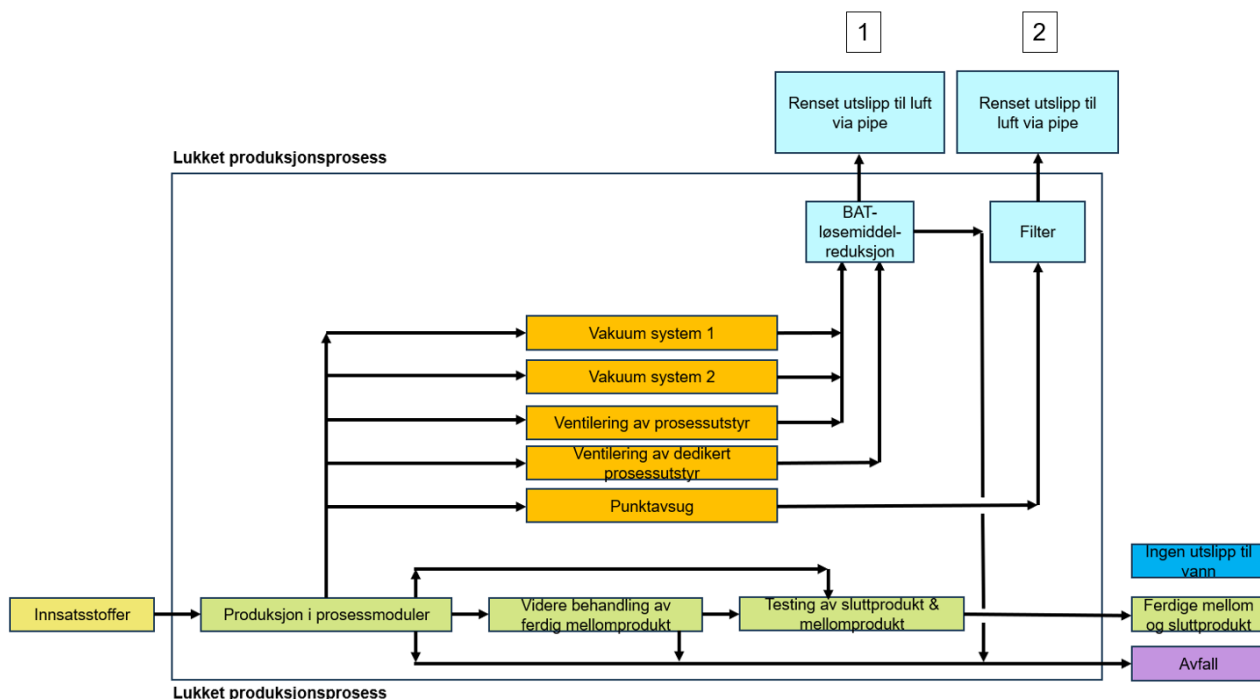 1
2
Renset utslipp til luft
via pipe
Renset utslipp til
luft via pipe
Lukket produksjonsprosess
BAT-
løsemiddel-
reduksjon
Filter
Vakuum system 1
Vakuum system 2
Ventilering av prosessutstyr
Ventilering av dedikert
prosessutstyr
Punktavsug
Ingen utslipp til
vann
Innsatsstoffer
Produksjon i prosessmoduler
Videre behandling av
ferdig mellomprodukt
Testing av sluttprodukt &
mellomprodukt
Ferdige mellom
og sluttprodukt
Avfall
Lukket produksjonsprosess